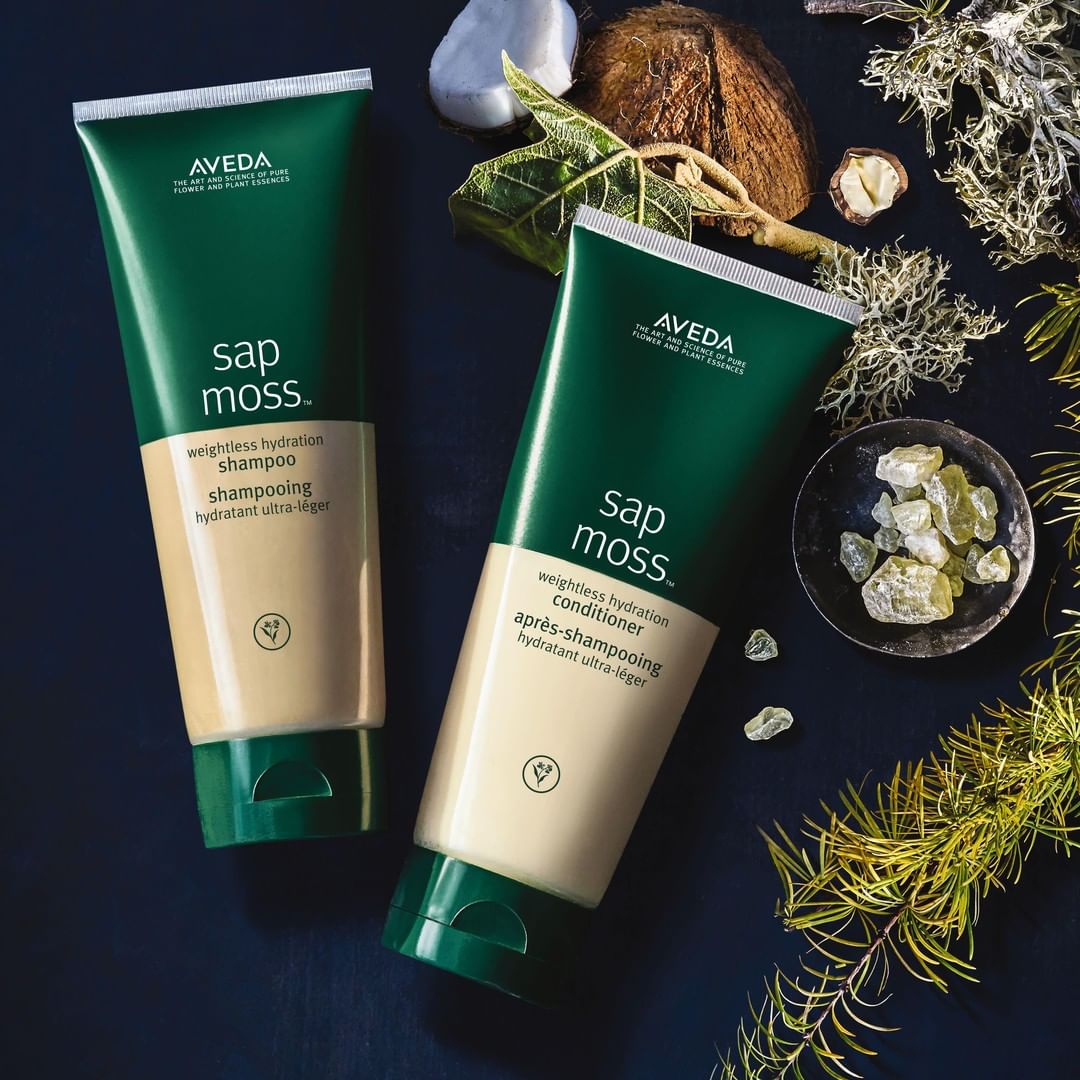 AVEDA
THE ART AND SCIENCE OF PURE
FLOWER AND PLANT ESSENCES
sap
moss™
weightless hydration
shampoo
shampooing
hydratant ultra-léger
AVEDA
THE ART AND SCIENCE OF PURE
FLOWER AND PLANT ESSENCES
sap
moss™
weightless hydration
conditioner
après-shampooing
hydratant ultra-léger